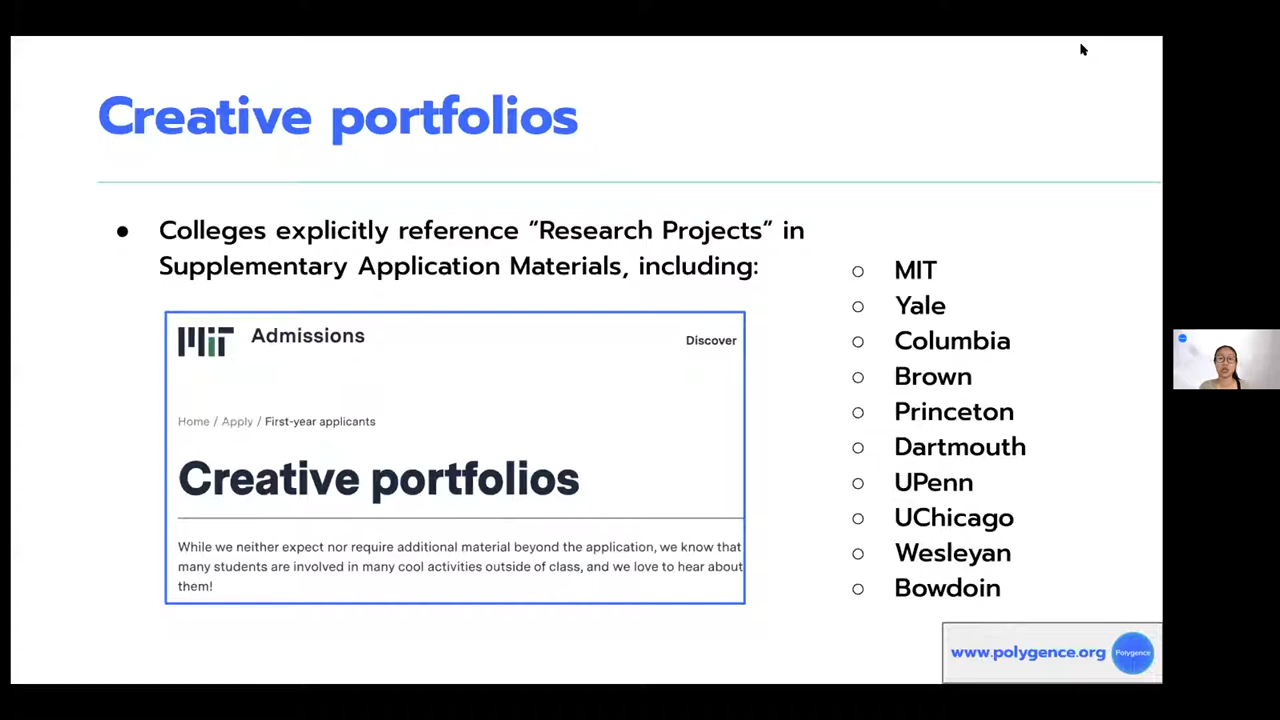 Creative portfolios
● Colleges explicitly reference “Research Projects” in
Supplementary Application Materials, including:
MIT Admissions
Discover
Home / Apply / First-year applicants
Creative portfolios
While we neither expect nor require additional material beyond the application, we know that
many students are involved in many cool activities outside of class, and we love to hear about
them!
○ MIT
○ Yale
○ Columbia
○ Brown
○ Princeton
○ Dartmouth
○ UPenn
○ UChicago
○ Wesleyan
○ Bowdoin
www.polygence.org
Polygence